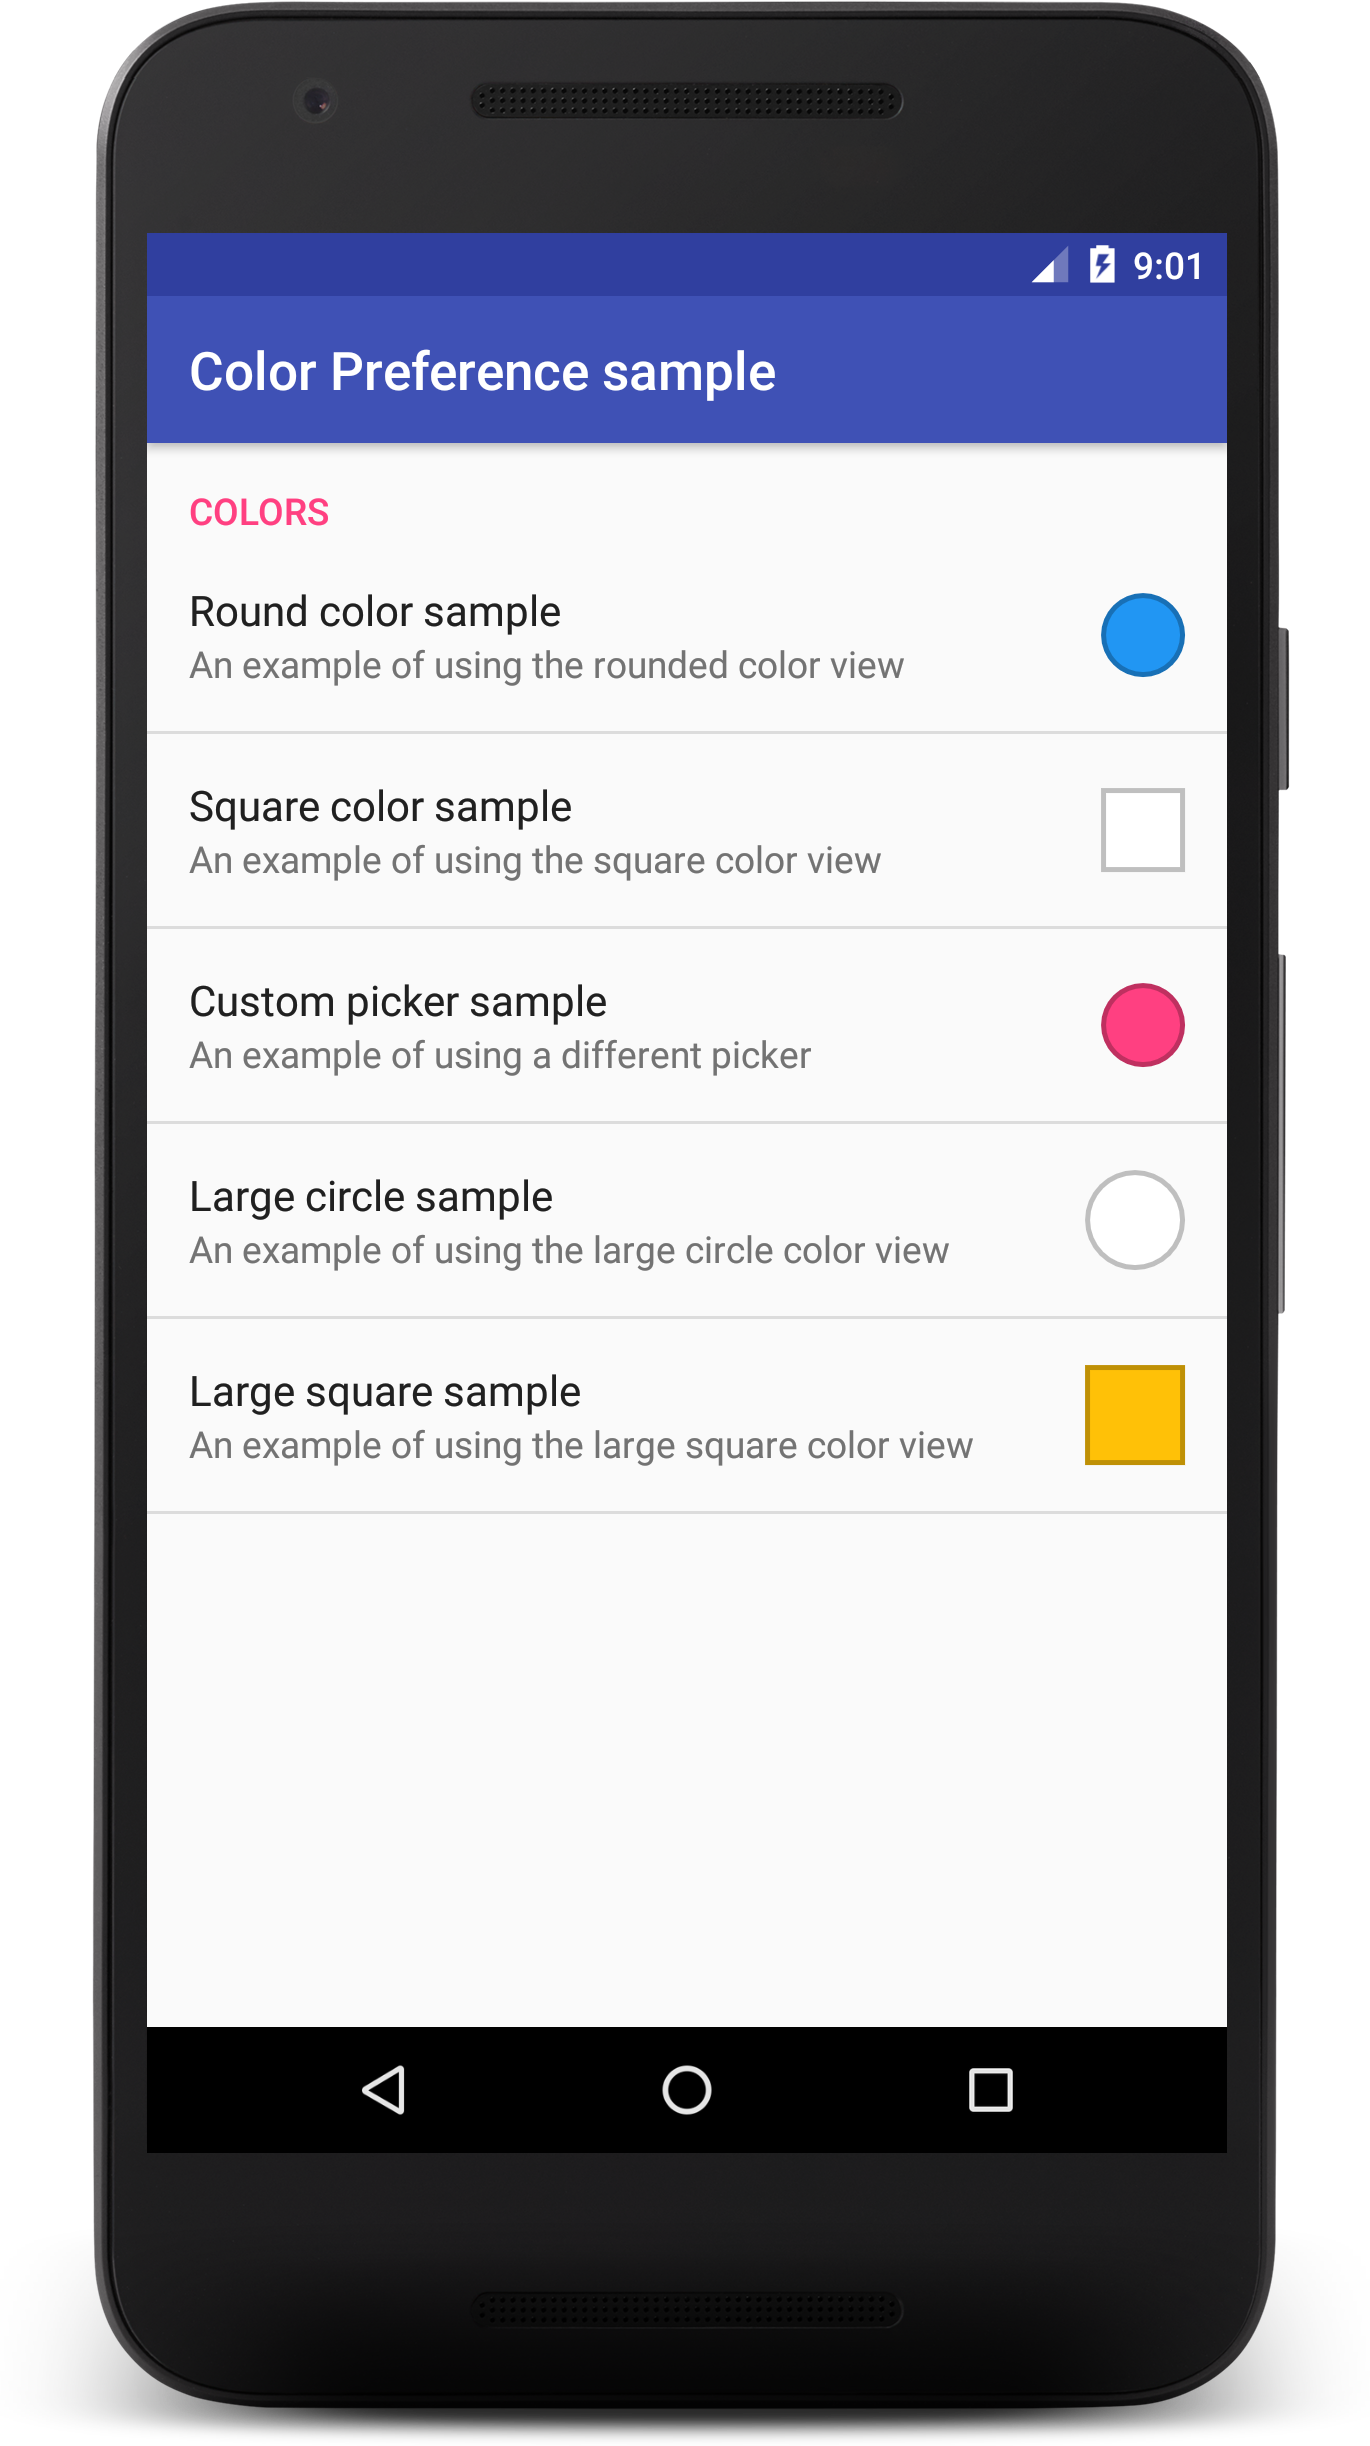 9:01
Color Preference sample
COLORS
Round color sample
An example of using the rounded color view
Square color sample
An example of using the square color view
Custom picker sample
An example of using a different picker
Large circle sample
An example of using the large circle color view
Large square sample
An example of using the large square color view